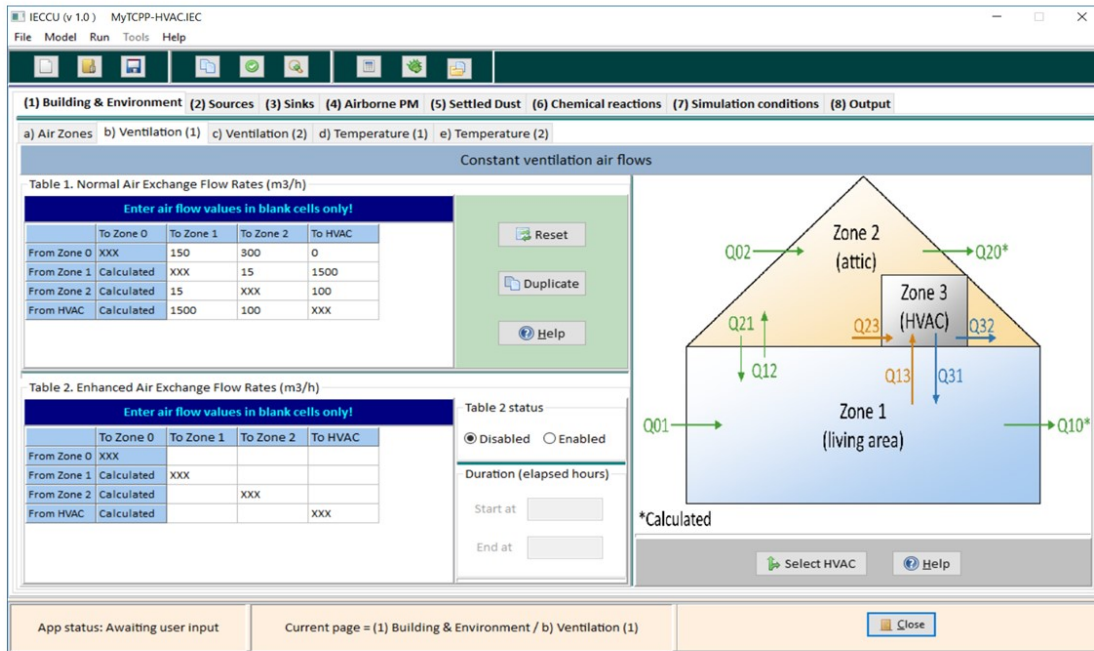 IECCU (v 1.0) MyTCPP-HVAC.IEC
File Model Run Tools Help
(1) Building & Environment (2) Sources (3) Sinks (4) Airborne PM (5) Settled Dust (6) Chemical reactions (7) Simulation conditions (8) Output
a) Air Zones b) Ventilation (1) c) Ventilation (2) d) Temperature (1) e) Temperature (2)
Constant ventilation air flows
Table 1. Normal Air Exchange Flow Rates (m3/h)
Enter air flow values in blank cells only!
To Zone 0 To Zone 1 To Zone 2 To HVAC
From Zone 0 XXX 150 300 0
From Zone 1 Calculated XXX 15 1500
From Zone 2 Calculated 15 XXX 100
From HVAC Calculated 1500 100 XXX
Reset
Duplicate
Help
Table 2. Enhanced Air Exchange Flow Rates (m3/h)
Enter air flow values in blank cells only!
To Zone 0 To Zone 1 To Zone 2 To HVAC
From Zone 0 XXX
From Zone 1 Calculated XXX
From Zone 2 Calculated XXX
From HVAC Calculated XXX
Table 2 status
Disabled Enabled
Duration (elapsed hours)
Start at
End at
Zone 2
(attic)
Q02
Q20*
Zone 3
(HVAC)
Q21
Q12
Q23
Q32
Q13
Q31
Zone 1
(living area)
Q01
Q10*
*Calculated
Select HVAC Help
App status: Awaiting user input
Current page = (1) Building & Environment / b) Ventilation (1)
Close